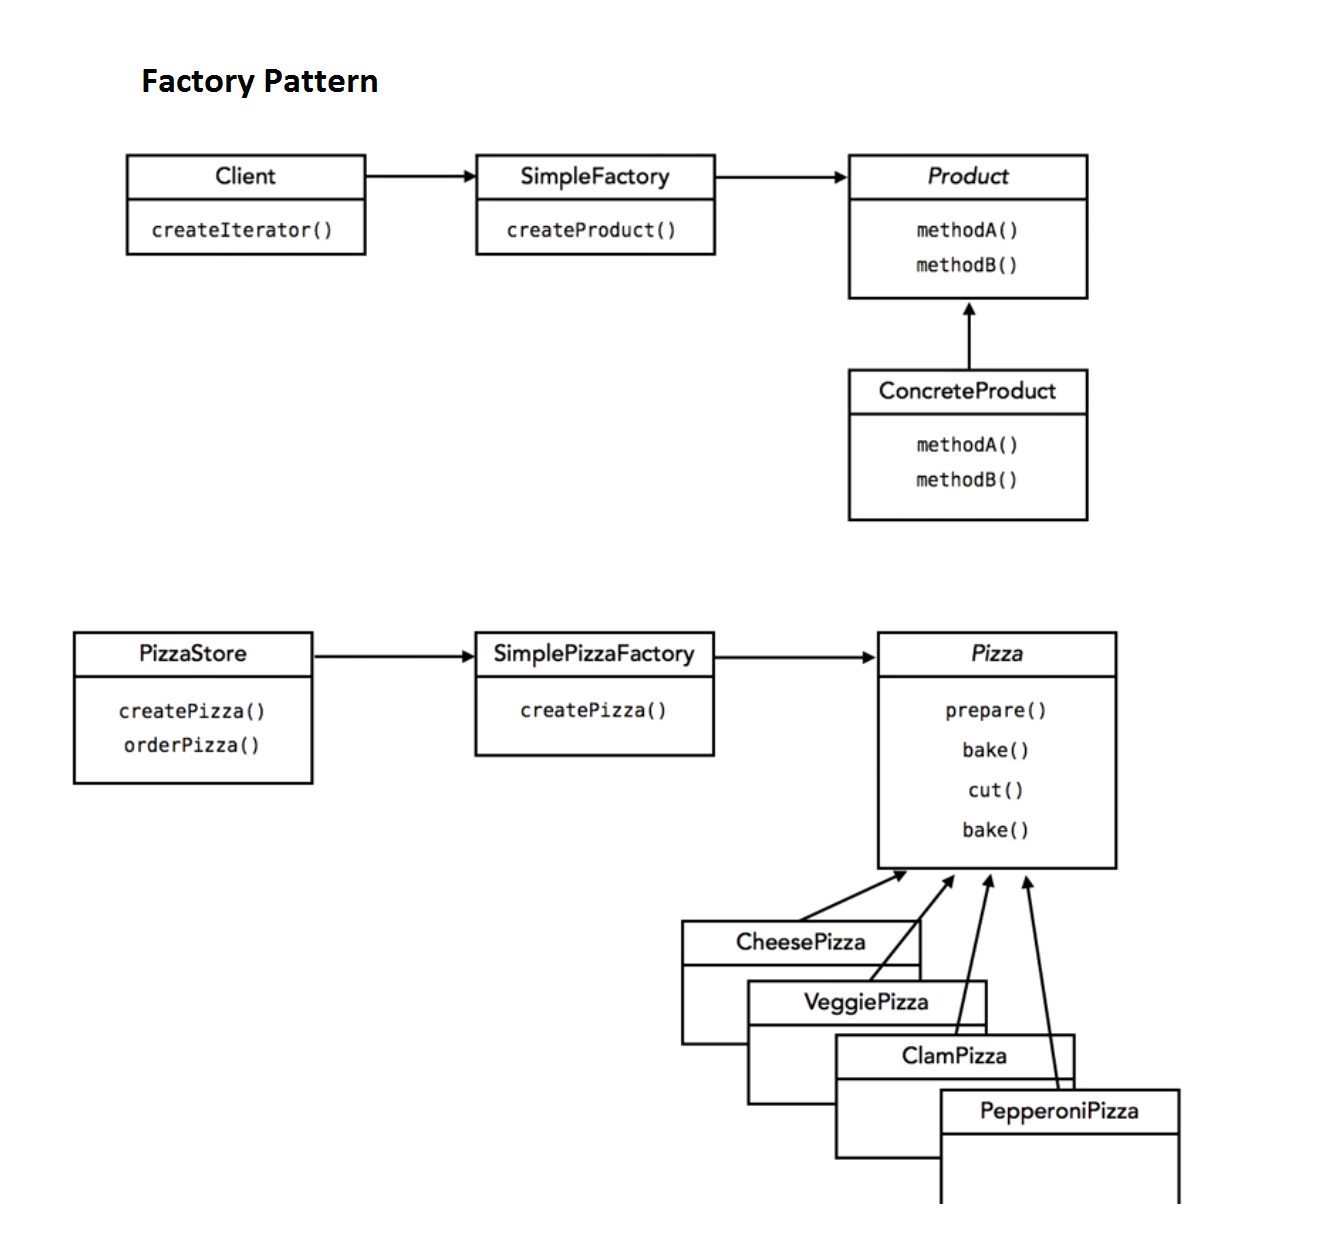 Factory Pattern
Client
createIterator()
SimpleFactory
createProduct()
Product
methodA()
methodB()
ConcreteProduct
methodA()
methodB()
PizzaStore
createPizza()
orderPizza()
SimplePizzaFactory
createPizza()
Pizza
prepare()
bake()
cut()
bake()
CheesePizza
VeggiePizza
ClamPizza
PepperoniPizza